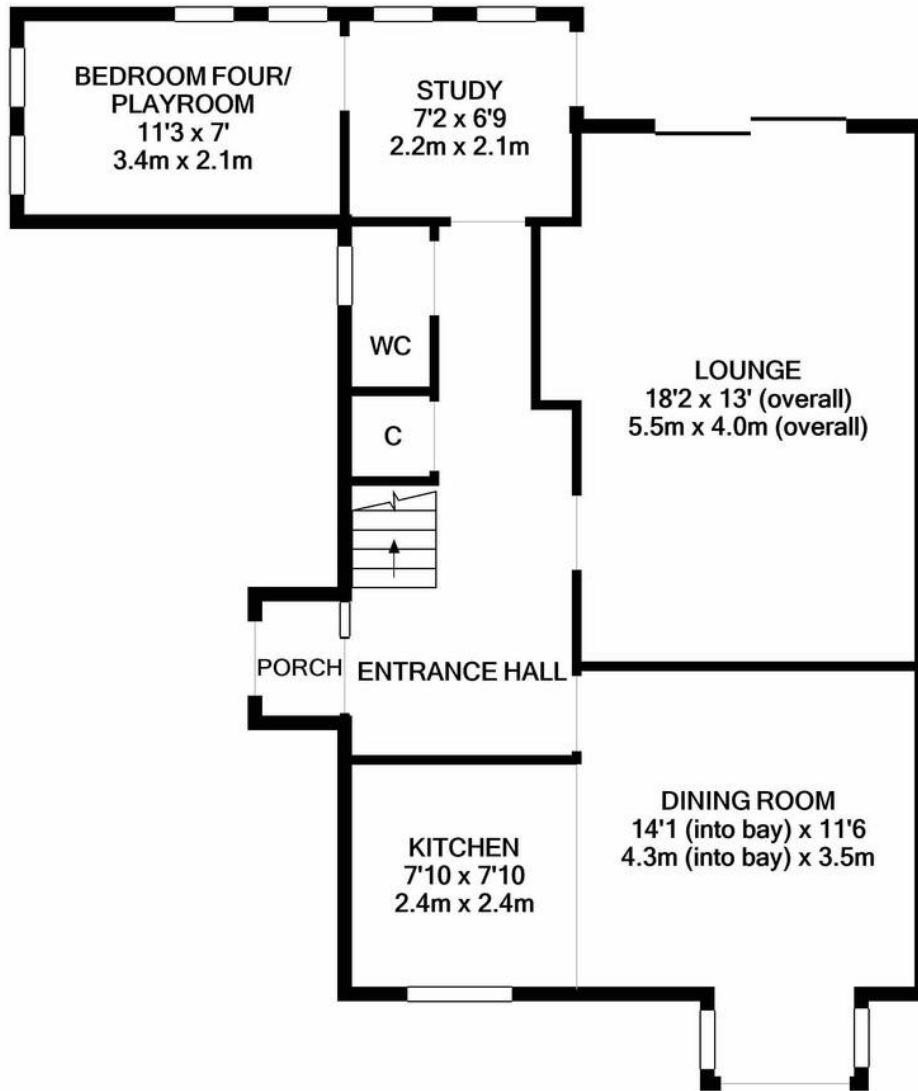 BEDROOM FOUR/
PLAYROOM
11'3 x 7'
3.4m x 2.1m
STUDY
7'2 x 6'9
2.2m x 2.1m
WC
C
LOUNGE
18'2 x 13' (overall)
5.5m x 4.0m (overall)
PORCH
ENTRANCE HALL
KITCHEN
7'10 x 7'10
2.4m x 2.4m
DINING ROOM
14'1 (into bay) x 11'6
4.3m (into bay) x 3.5m